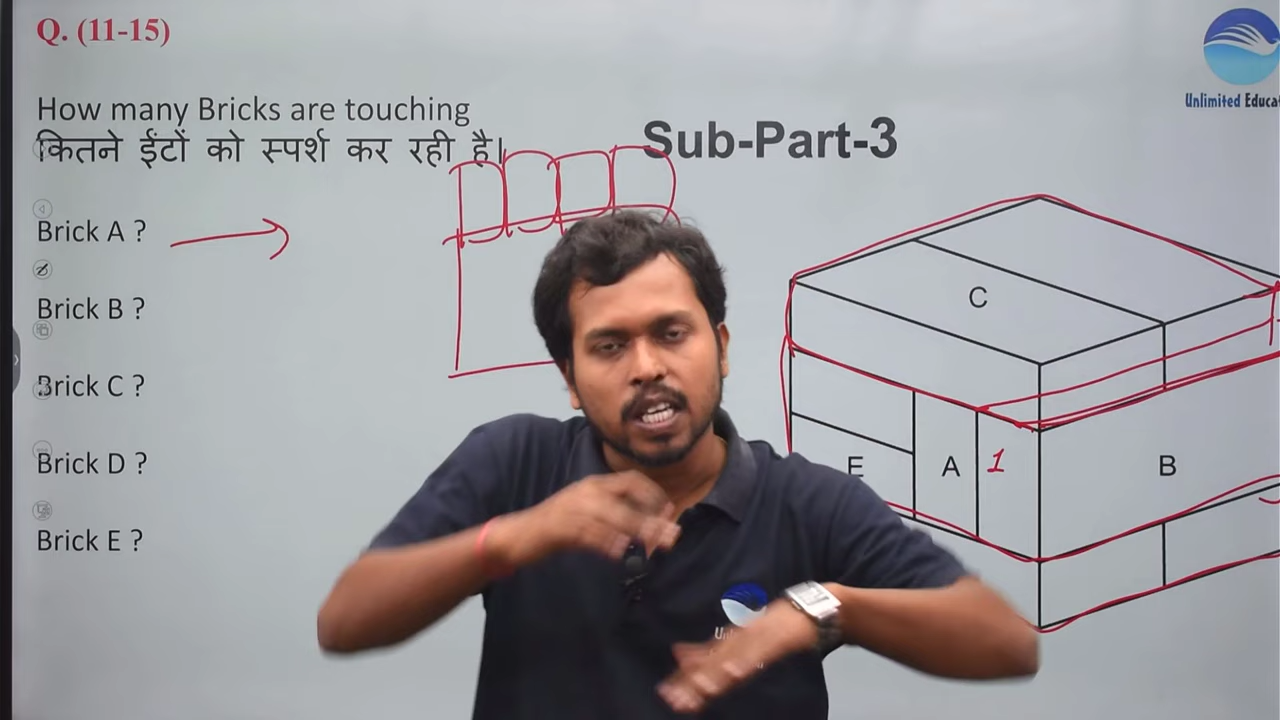 Q. (11-15)
How many Bricks are touching
कितने ईंटों को स्पर्श कर रही है।
Sub-Part-3
Brick A ?
Brick B ?
Brick C ?
Brick D ?
Brick E ?
C
E
A
1
B
Unlimited Educat